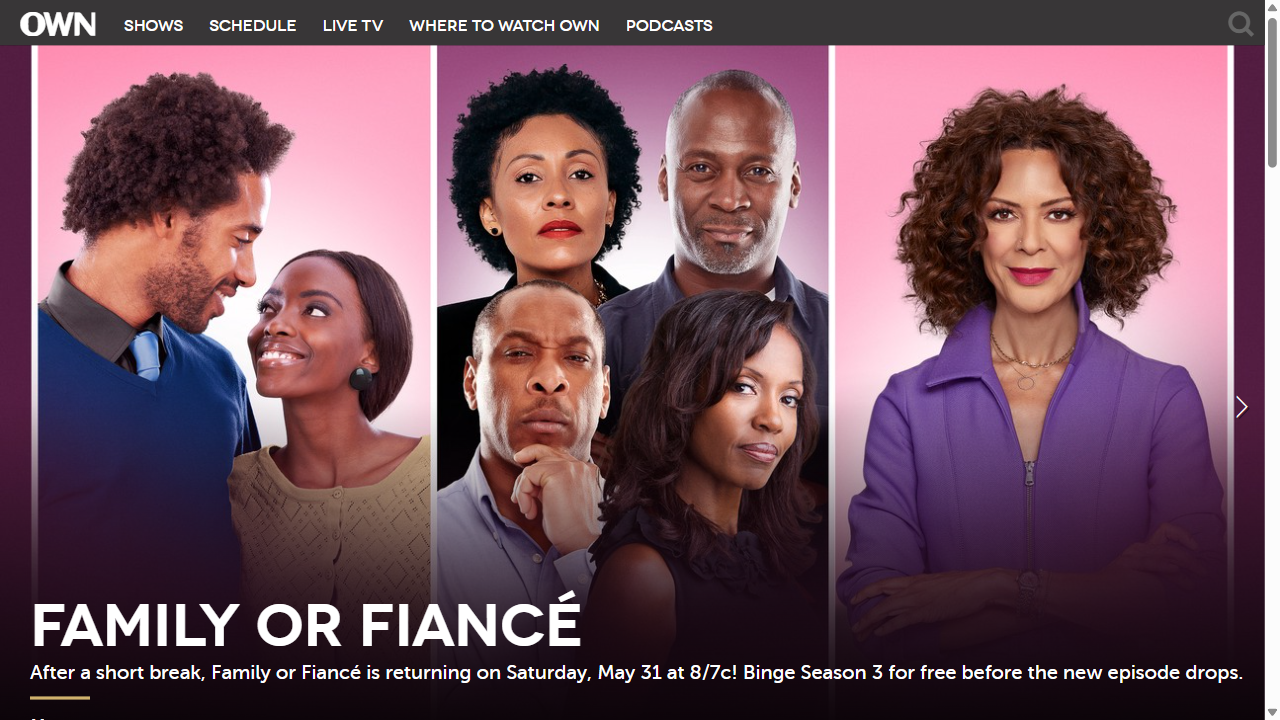 OWN SHOWS SCHEDULE LIVE TV WHERE TO WATCH OWN PODCASTS
FAMILY OR FIANCÉ
After a short break, Family or Fiancé is returning on Saturday, May 31 at 8/7c! Binge Season 3 for free before the new episode drops.